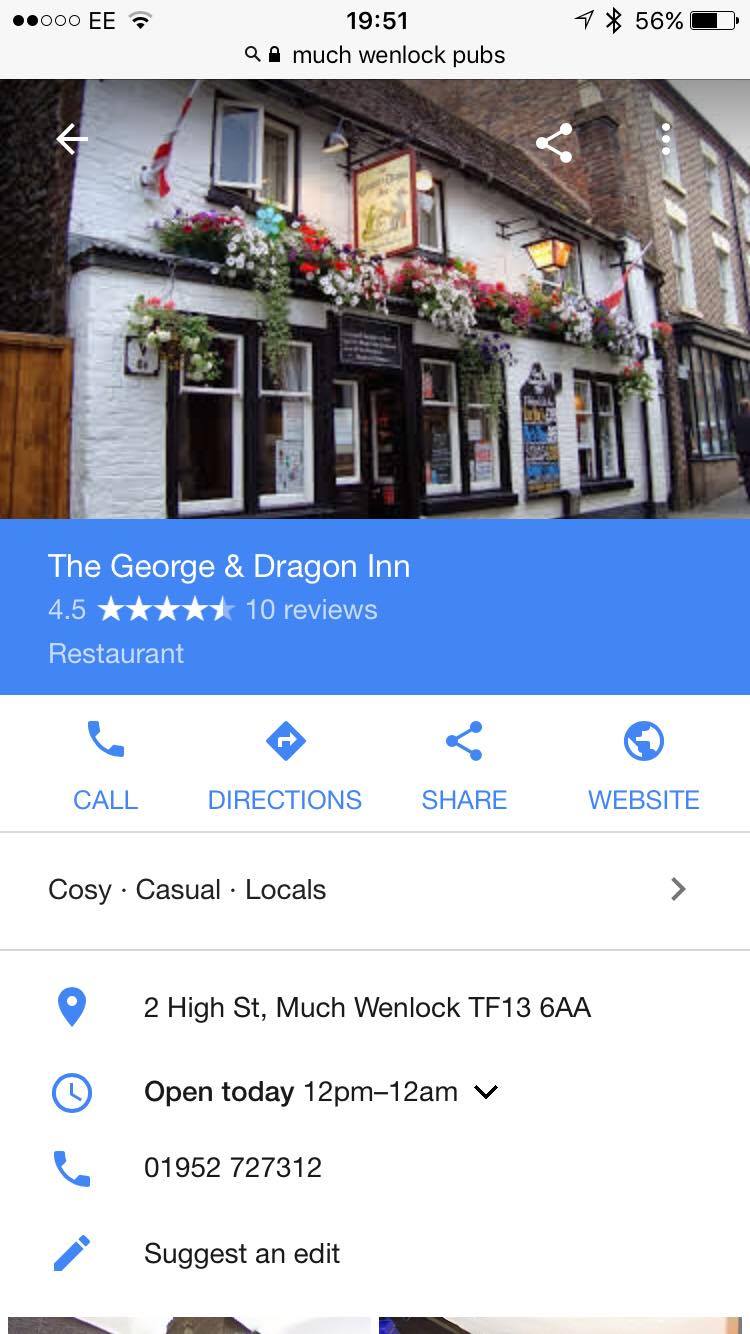 EE 19:51 56%
much wenlock pubs
The George & Dragon Inn
4.5 10 reviews
Restaurant
CALL DIRECTIONS SHARE WEBSITE
Cosy · Casual · Locals
2 High St, Much Wenlock TF13 6AA
Open today 12pm–12am
01952 727312
Suggest an edit